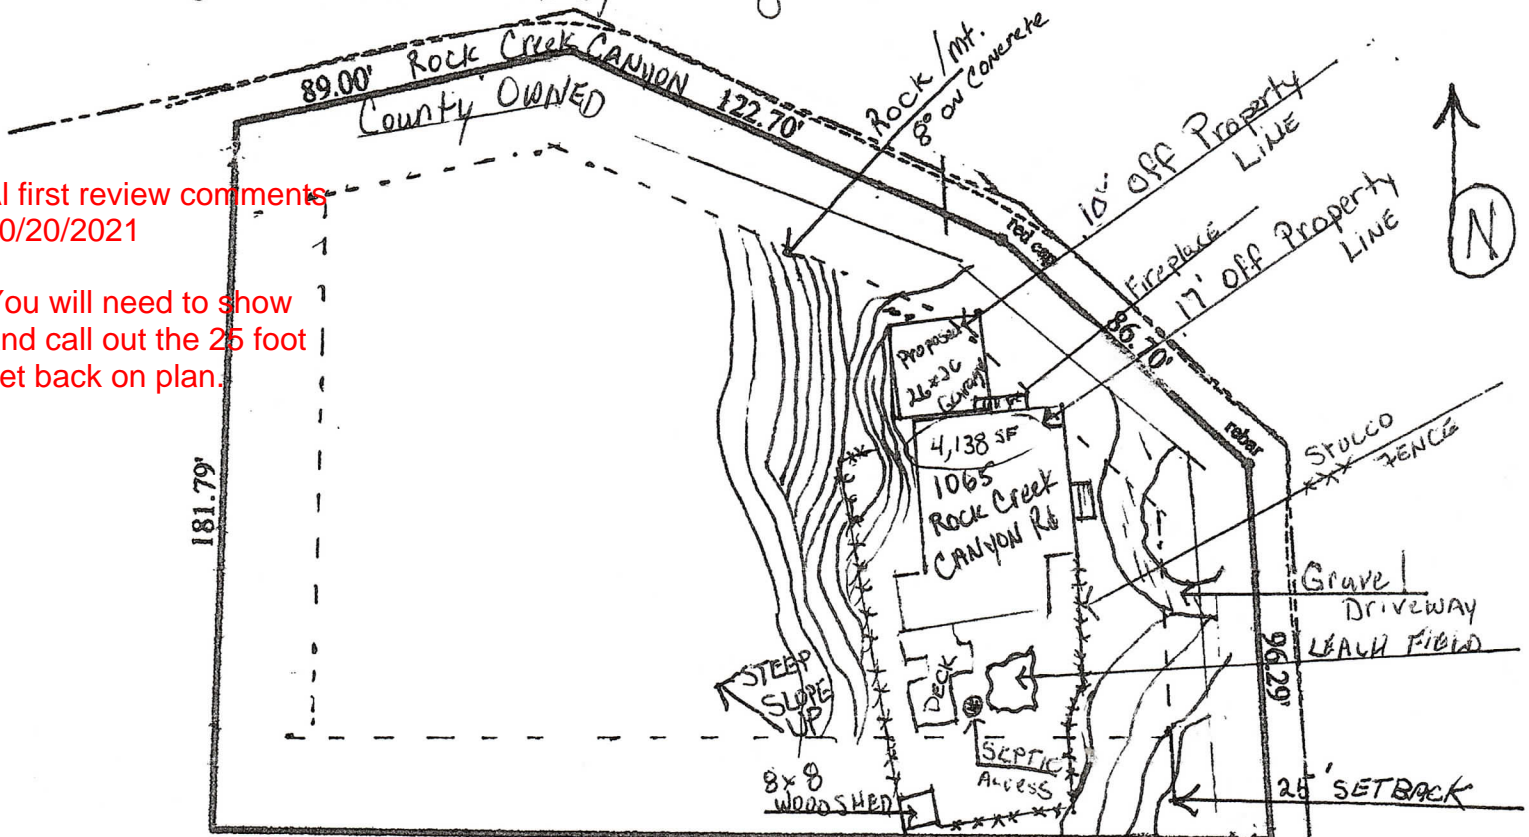 89.00' Rock Creek CANYON 122.70'
County OWNED
Rock / Mt.
8° ON Concrete
10' Off Property
LINE
Fireplace
17' Off Property
LINE
N
l first review comments
0/20/2021
You will need to show
nd call out the 25 foot
et back on plan.
red cap
86.70'
rebar
Proposed
26x26
Garage
4,138 SF
1065
Rock Creek
CANYON Rd
STUCCO
FENCE
181.79'
Gravel
DRIVEWAY
LEACH FIELD
96.29'
STEEP
SLOPE
UP
DECK
SEPTIC
Access
8x8
WOODSHED
25' SETBACK